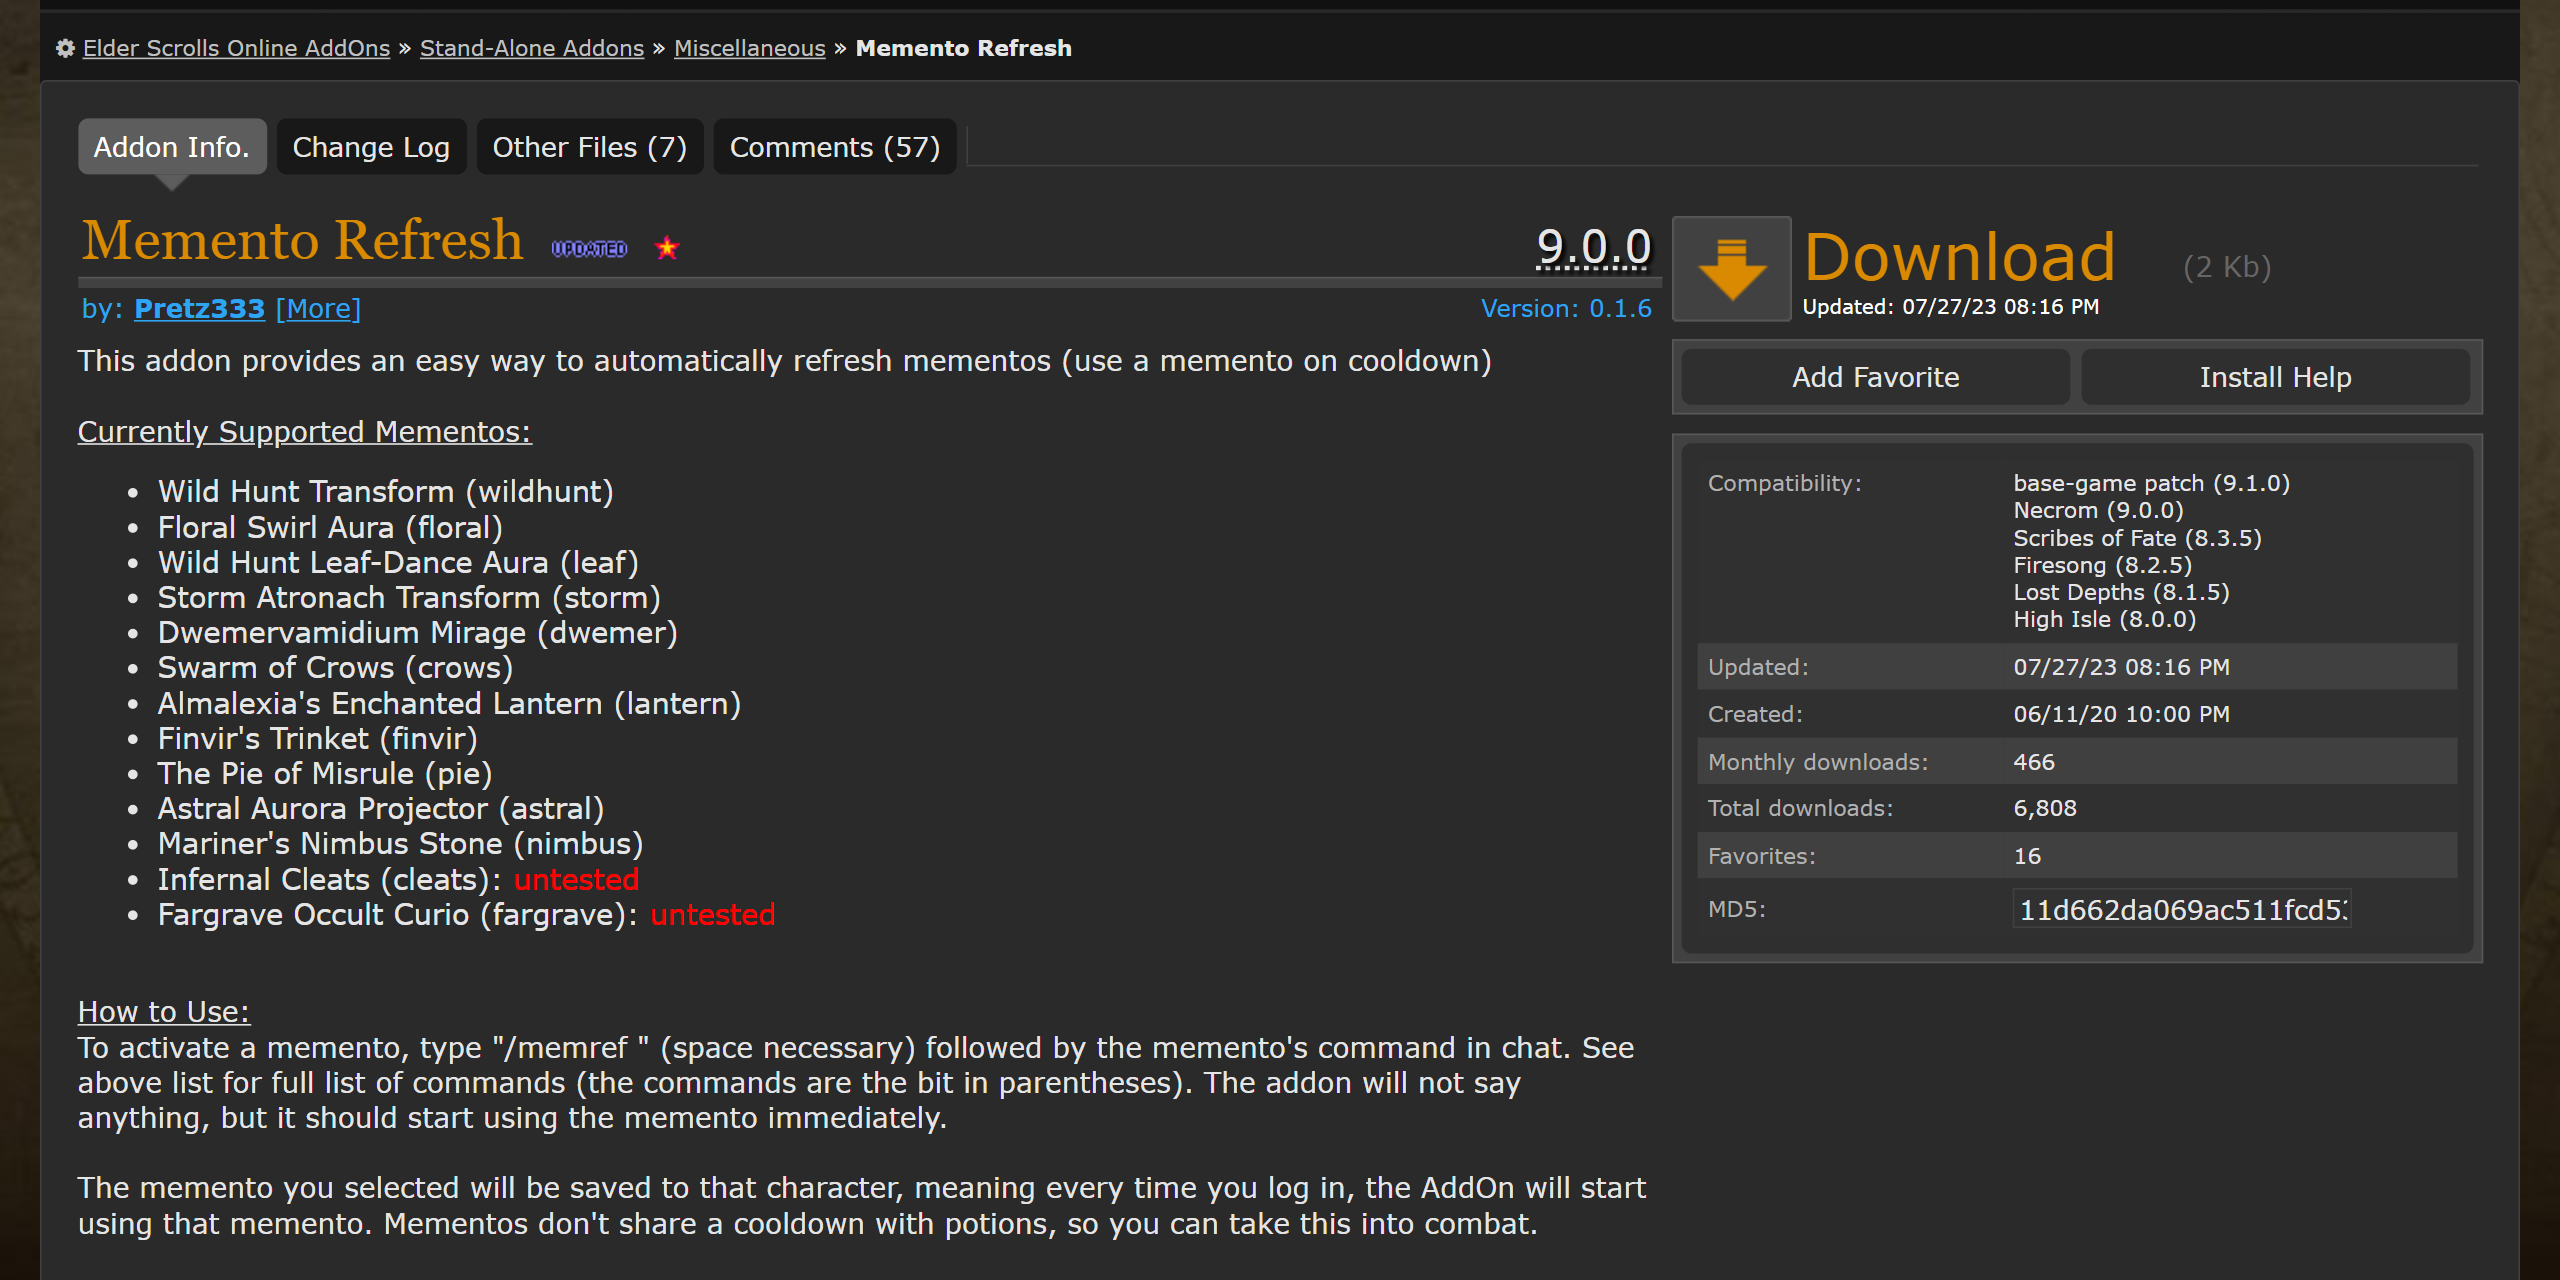 Elder Scrolls Online AddOns » Stand-Alone Addons » Miscellaneous » Memento Refresh
Addon Info. Change Log Other Files (7) Comments (57)
Memento Refresh UPDATED 9.0.0
by: Pretz333 [More] Version: 0.1.6
Download (2 Kb)
Updated: 07/27/23 08:16 PM
Add Favorite Install Help
This addon provides an easy way to automatically refresh mementos (use a memento on cooldown)
Currently Supported Mementos:
• Wild Hunt Transform (wildhunt)
• Floral Swirl Aura (floral)
• Wild Hunt Leaf-Dance Aura (leaf)
• Storm Atronach Transform (storm)
• Dwemervamidium Mirage (dwemer)
• Swarm of Crows (crows)
• Almalexia's Enchanted Lantern (lantern)
• Finvir's Trinket (finvir)
• The Pie of Misrule (pie)
• Astral Aurora Projector (astral)
• Mariner's Nimbus Stone (nimbus)
• Infernal Cleats (cleats): untested
• Fargrave Occult Curio (fargrave): untested
How to Use:
To activate a memento, type "/memref " (space necessary) followed by the memento's command in chat. See
above list for full list of commands (the commands are the bit in parentheses). The addon will not say
anything, but it should start using the memento immediately.
The memento you selected will be saved to that character, meaning every time you log in, the AddOn will start
using that memento. Mementos don't share a cooldown with potions, so you can take this into combat.
Compatibility: base-game patch (9.1.0)
Necrom (9.0.0)
Scribes of Fate (8.3.5)
Firesong (8.2.5)
Lost Depths (8.1.5)
High Isle (8.0.0)
Updated: 07/27/23 08:16 PM
Created: 06/11/20 10:00 PM
Monthly downloads: 466
Total downloads: 6,808
Favorites: 16
MD5: 11d662da069ac511fcd5